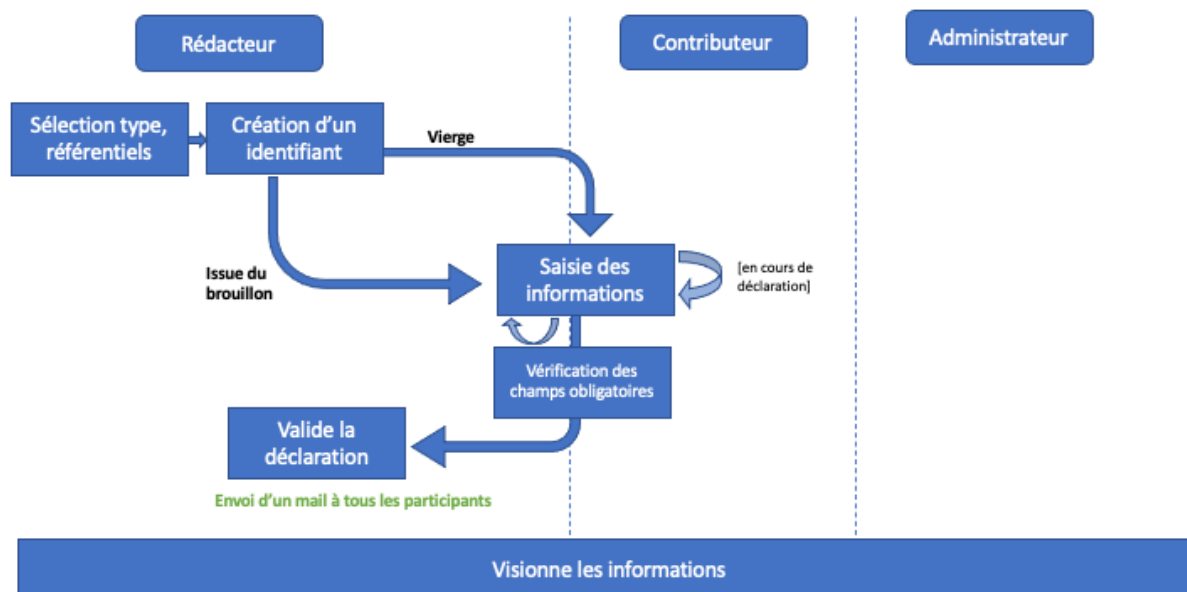 Rédacteur
Contributeur
Administrateur
Sélection type,
référentiels
Création d'un
identifiant
Vierge
Issue du
brouillon
Saisie des
informations
[en cours de
déclaration]
Vérification des
champs obligatoires
Valide la
déclaration
Envoi d'un mail à tous les participants
Visionne les informations